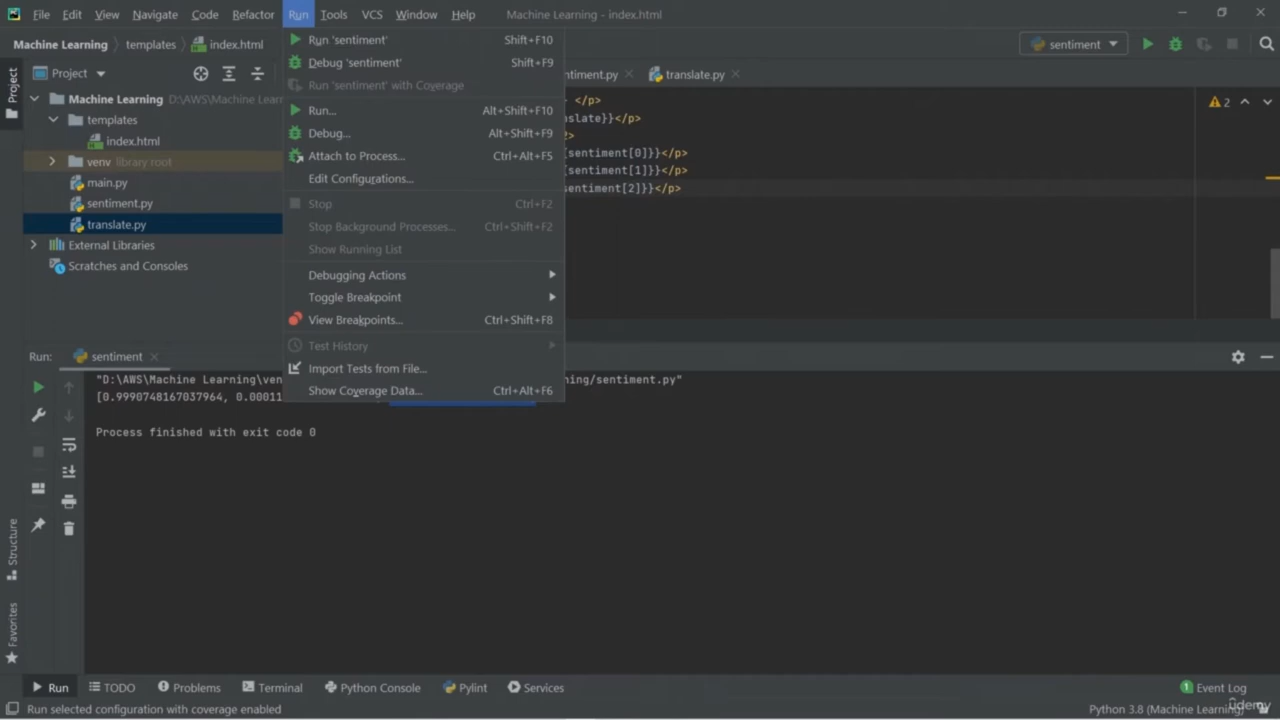 File Edit View Navigate Code Refactor Run Tools VCS Window Help Machine Learning - index.html
Machine Learning templates index.html sentiment
Project
Project
Machine Learning D:\AWS\Machine Lear
templates
index.html
venv library root
main.py
sentiment.py
translate.py
External Libraries
Scratches and Consoles
Run 'sentiment' Shift+F10
Debug 'sentiment' Shift+F9
Run 'sentiment' with Coverage
Run... Alt+Shift+F10
Debug... Alt+Shift+F9
Attach to Process... Ctrl+Alt+F5
Edit Configurations...
Stop Ctrl+F2
Stop Background Processes... Ctrl+Shift+F2
Show Running List
Debugging Actions
Toggle Breakpoint
View Breakpoints... Ctrl+Shift+F8
Test History
Import Tests from File...
Show Coverage Data... Ctrl+Alt+F6
ntiment.py translate.py
</p>
nslate}}</p>
>
{sentiment[0]}}</p>
{sentiment[1]}}</p>
sentiment[2]}}</p>
2
Run: sentiment
"D:\AWS\Machine Learning\ven ning/sentiment.py"
[0.9990748167037964, 0.00011
Process finished with exit code 0
Structure
Favorites
Run TODO Problems Terminal Python Console Pylint Services 1 Event Log
Run selected configuration with coverage enabled Python 3.8 (Machine Learning)
ûdemy